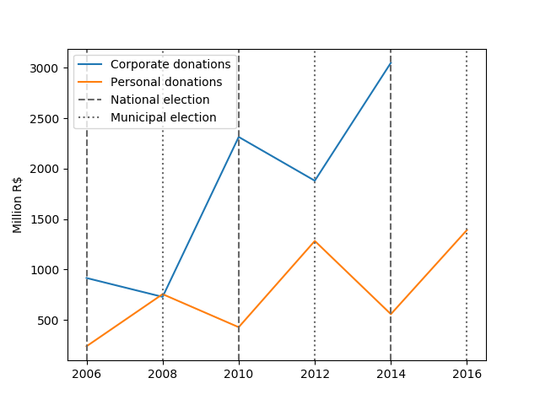 Corporate donations
Personal donations
National election
Municipal election
3000
2500
2000
1500
1000
500
Million R$
2006 2008 2010 2012 2014 2016